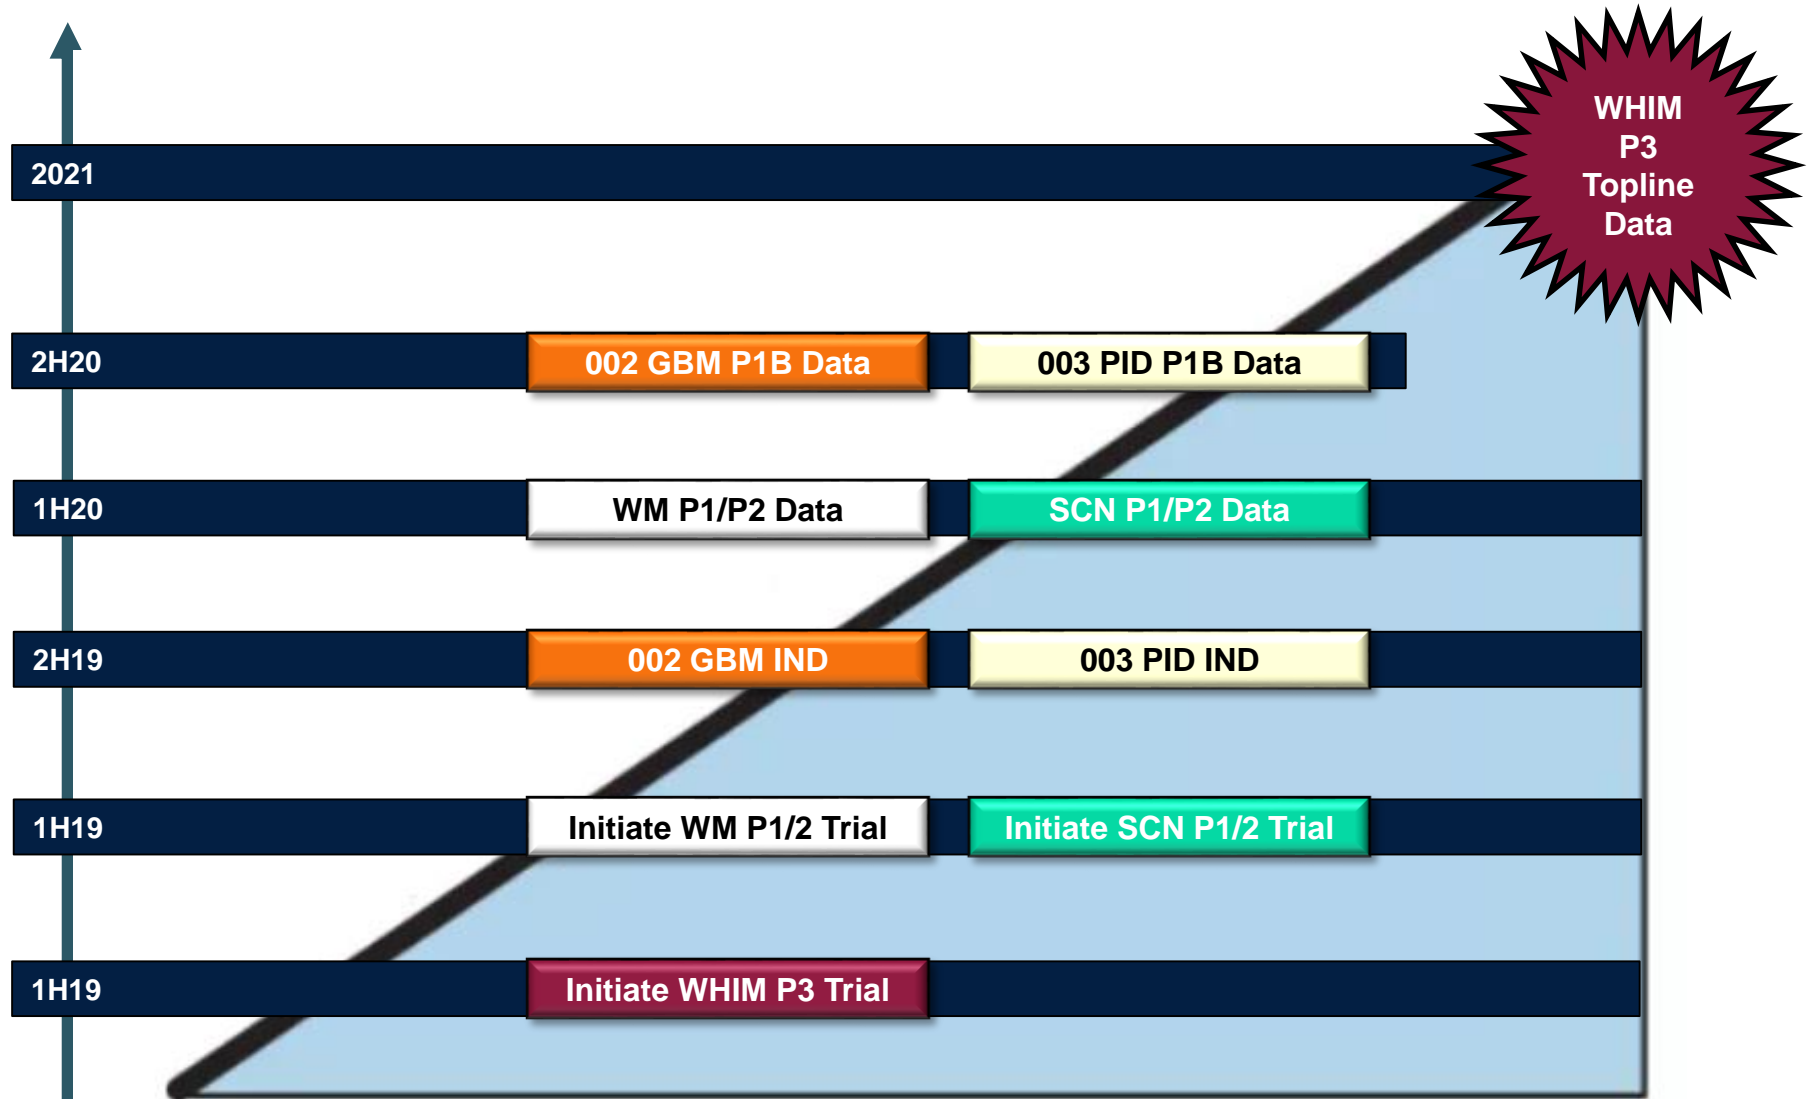 WHIM
P3
Topline
Data
2021
2H20
002 GBM P1B Data
003 PID P1B Data
1H20
WM P1/P2 Data
SCN P1/P2 Data
2H19
002 GBM IND
003 PID IND
1H19
Initiate WM P1/2 Trial
Initiate SCN P1/2 Trial
1H19
Initiate WHIM P3 Trial